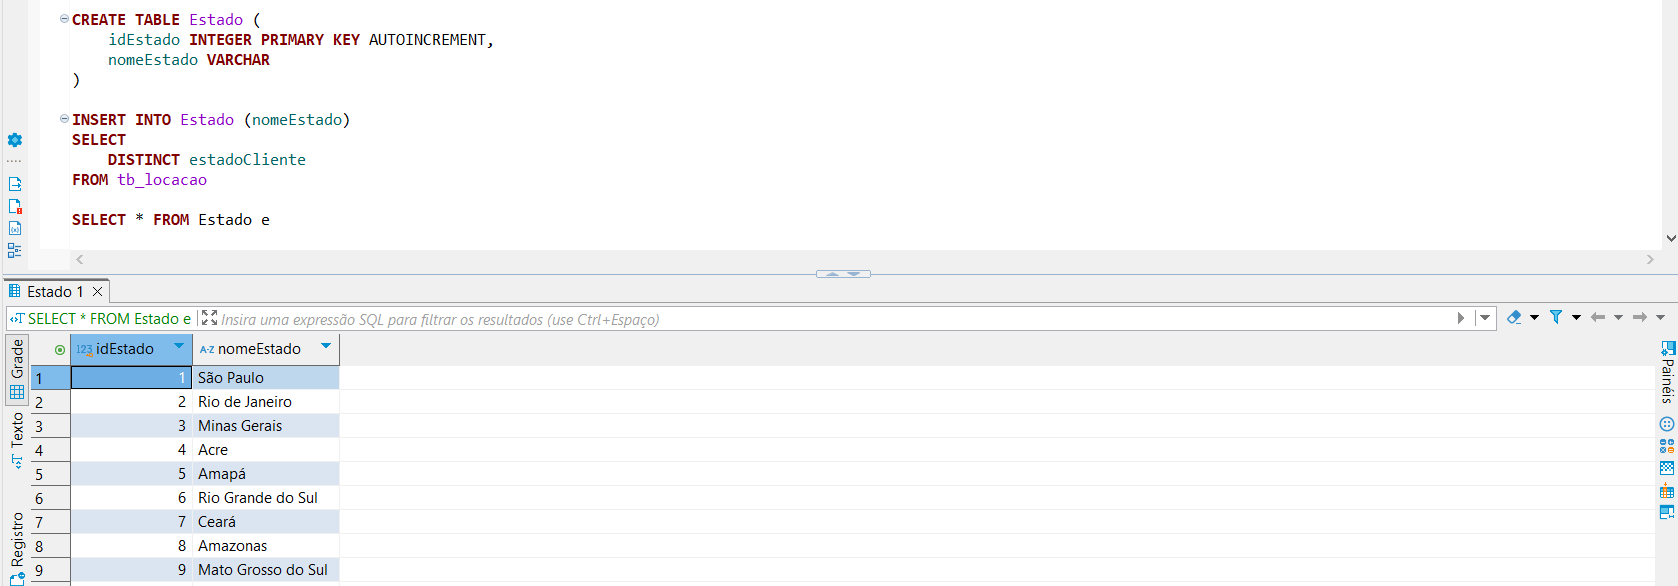 CREATE TABLE Estado (
idEstado INTEGER PRIMARY KEY AUTOINCREMENT,
nomeEstado VARCHAR
)
INSERT INTO Estado (nomeEstado)
SELECT
DISTINCT estadoCliente
FROM tb_locacao
SELECT * FROM Estado e
Estado 1
SELECT * FROM Estado e Insira uma expressão SQL para filtrar os resultados (use Ctrl+Espaço)
Grade
Texto
Registro
123 idEstado A-Z nomeEstado
1 1 São Paulo
2 2 Rio de Janeiro
3 3 Minas Gerais
4 4 Acre
5 5 Amapá
6 6 Rio Grande do Sul
7 7 Ceará
8 8 Amazonas
9 9 Mato Grosso do Sul
Painéis